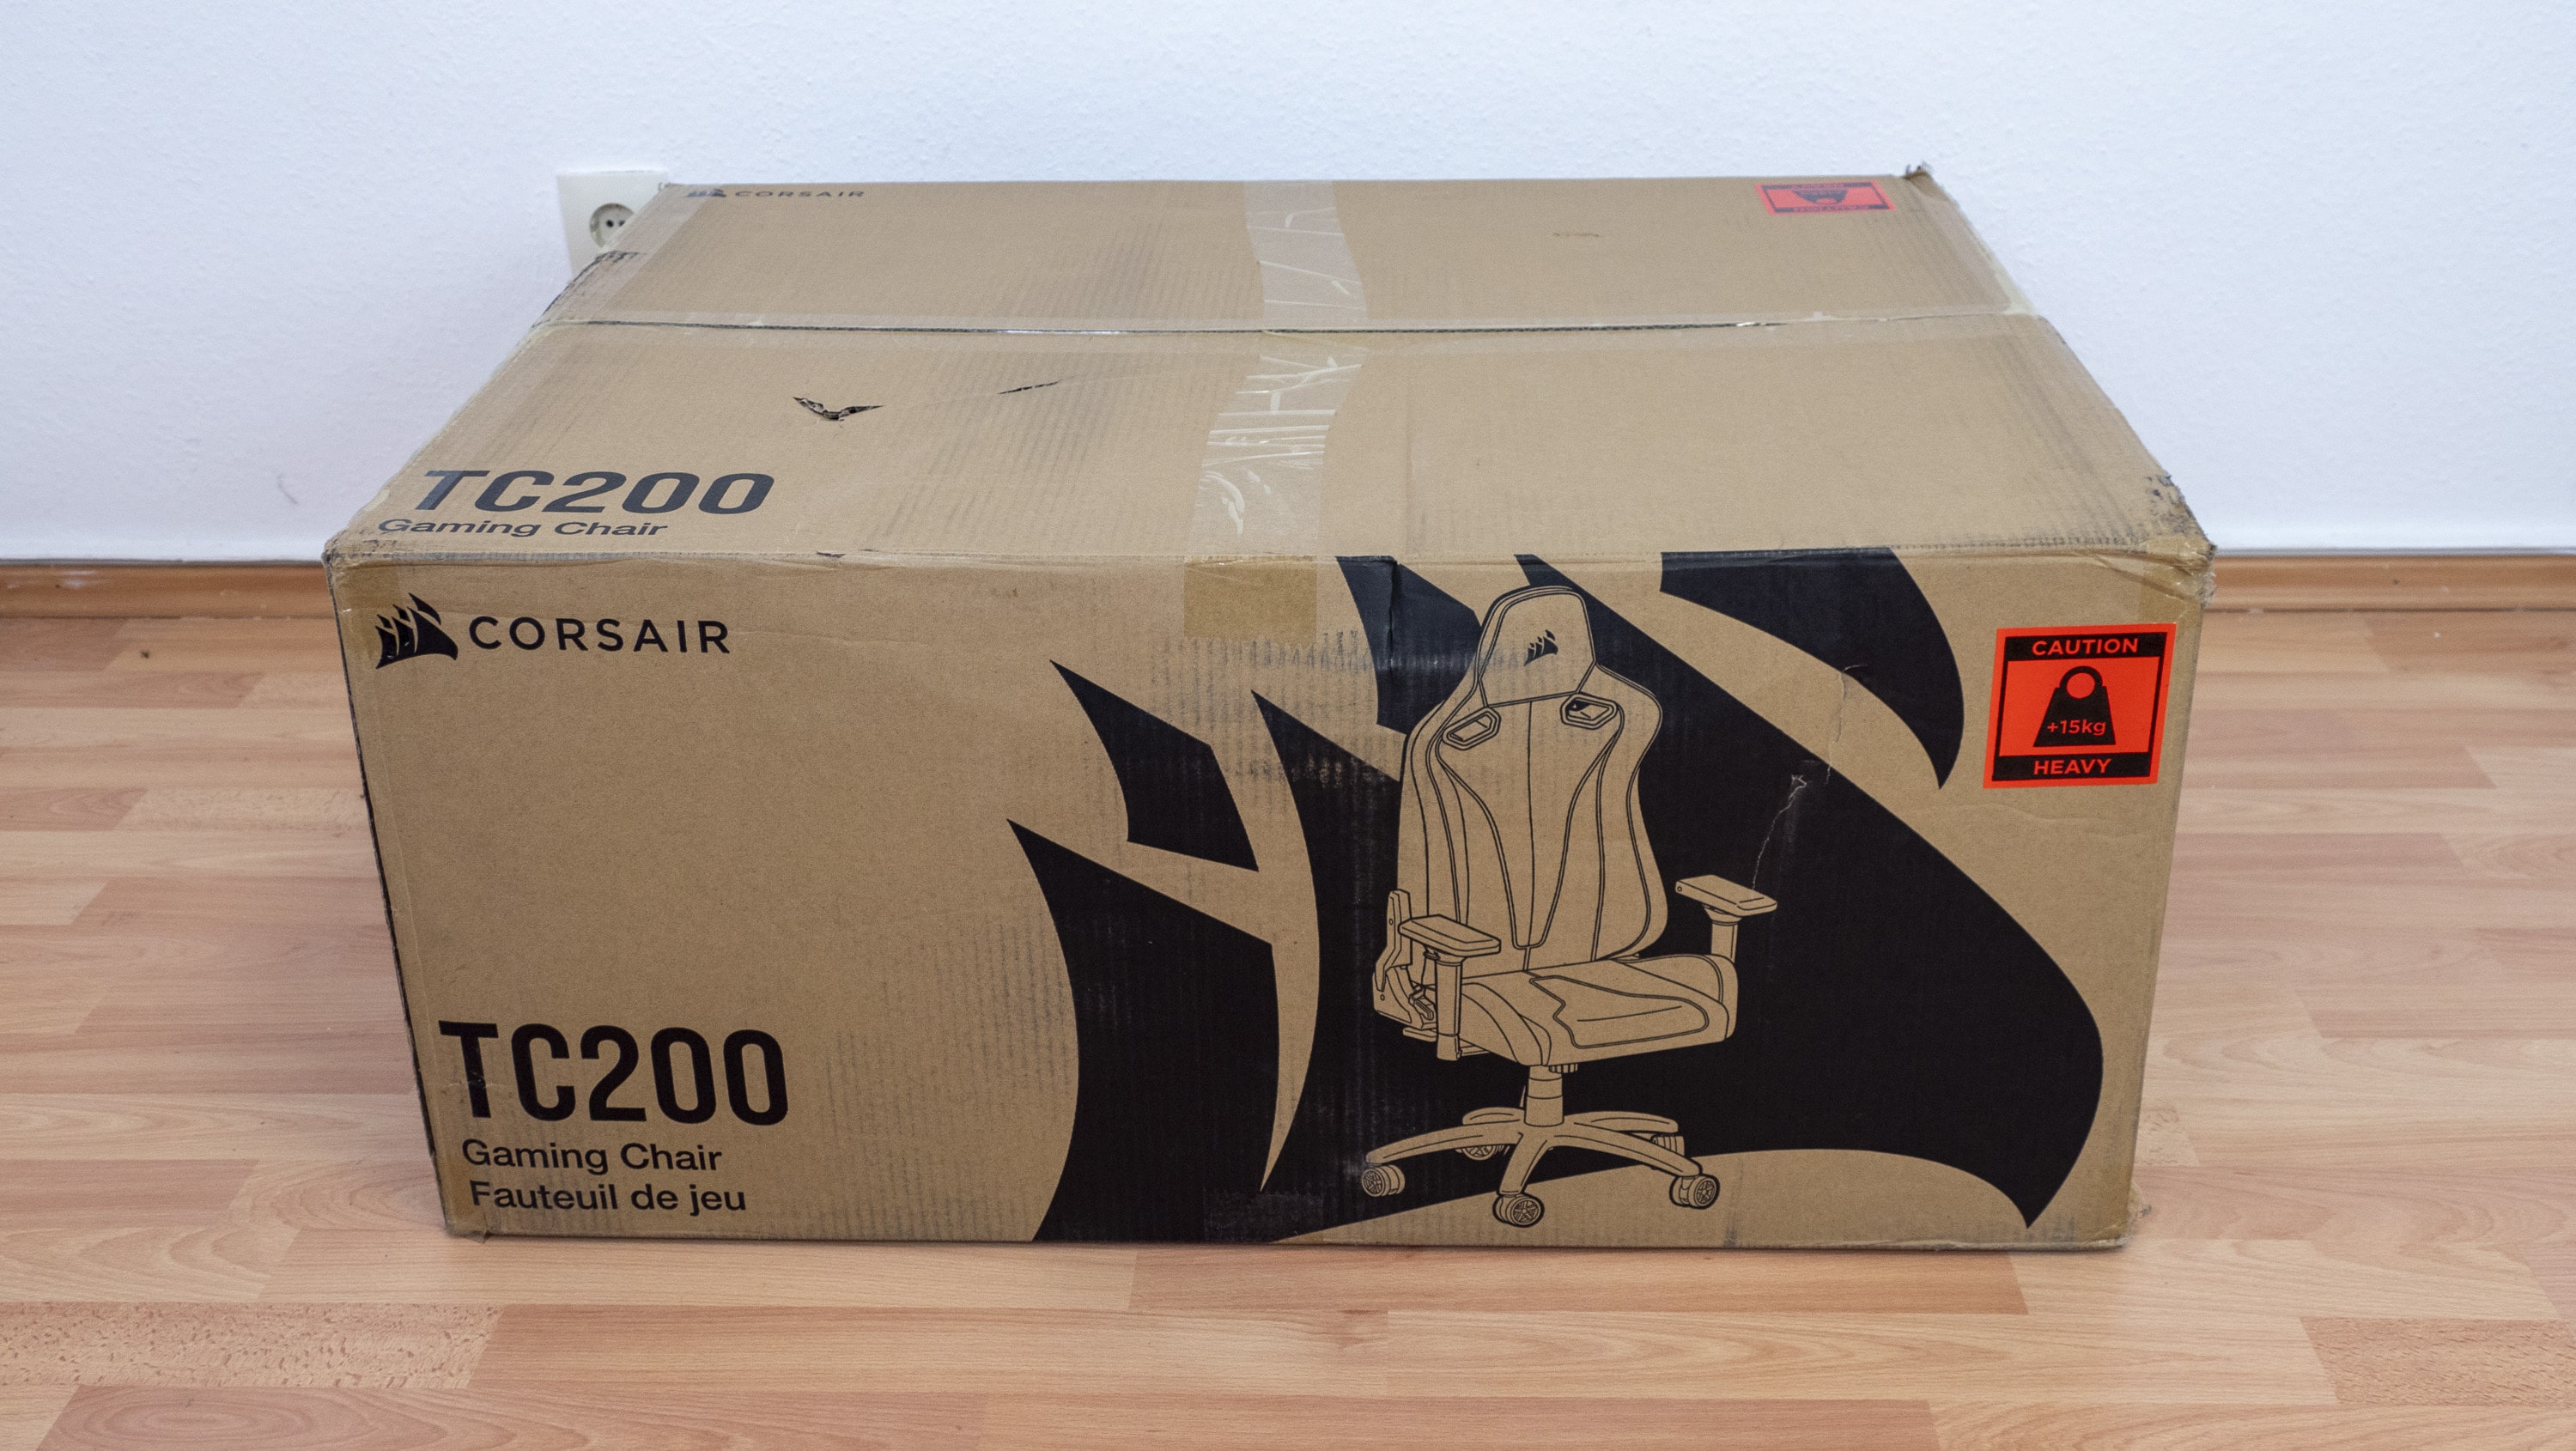 CORSAIR
TC200
Gaming Chair
CORSAIR
CAUTION
+15kg
HEAVY
TC200
Gaming Chair
Fauteuil de jeu